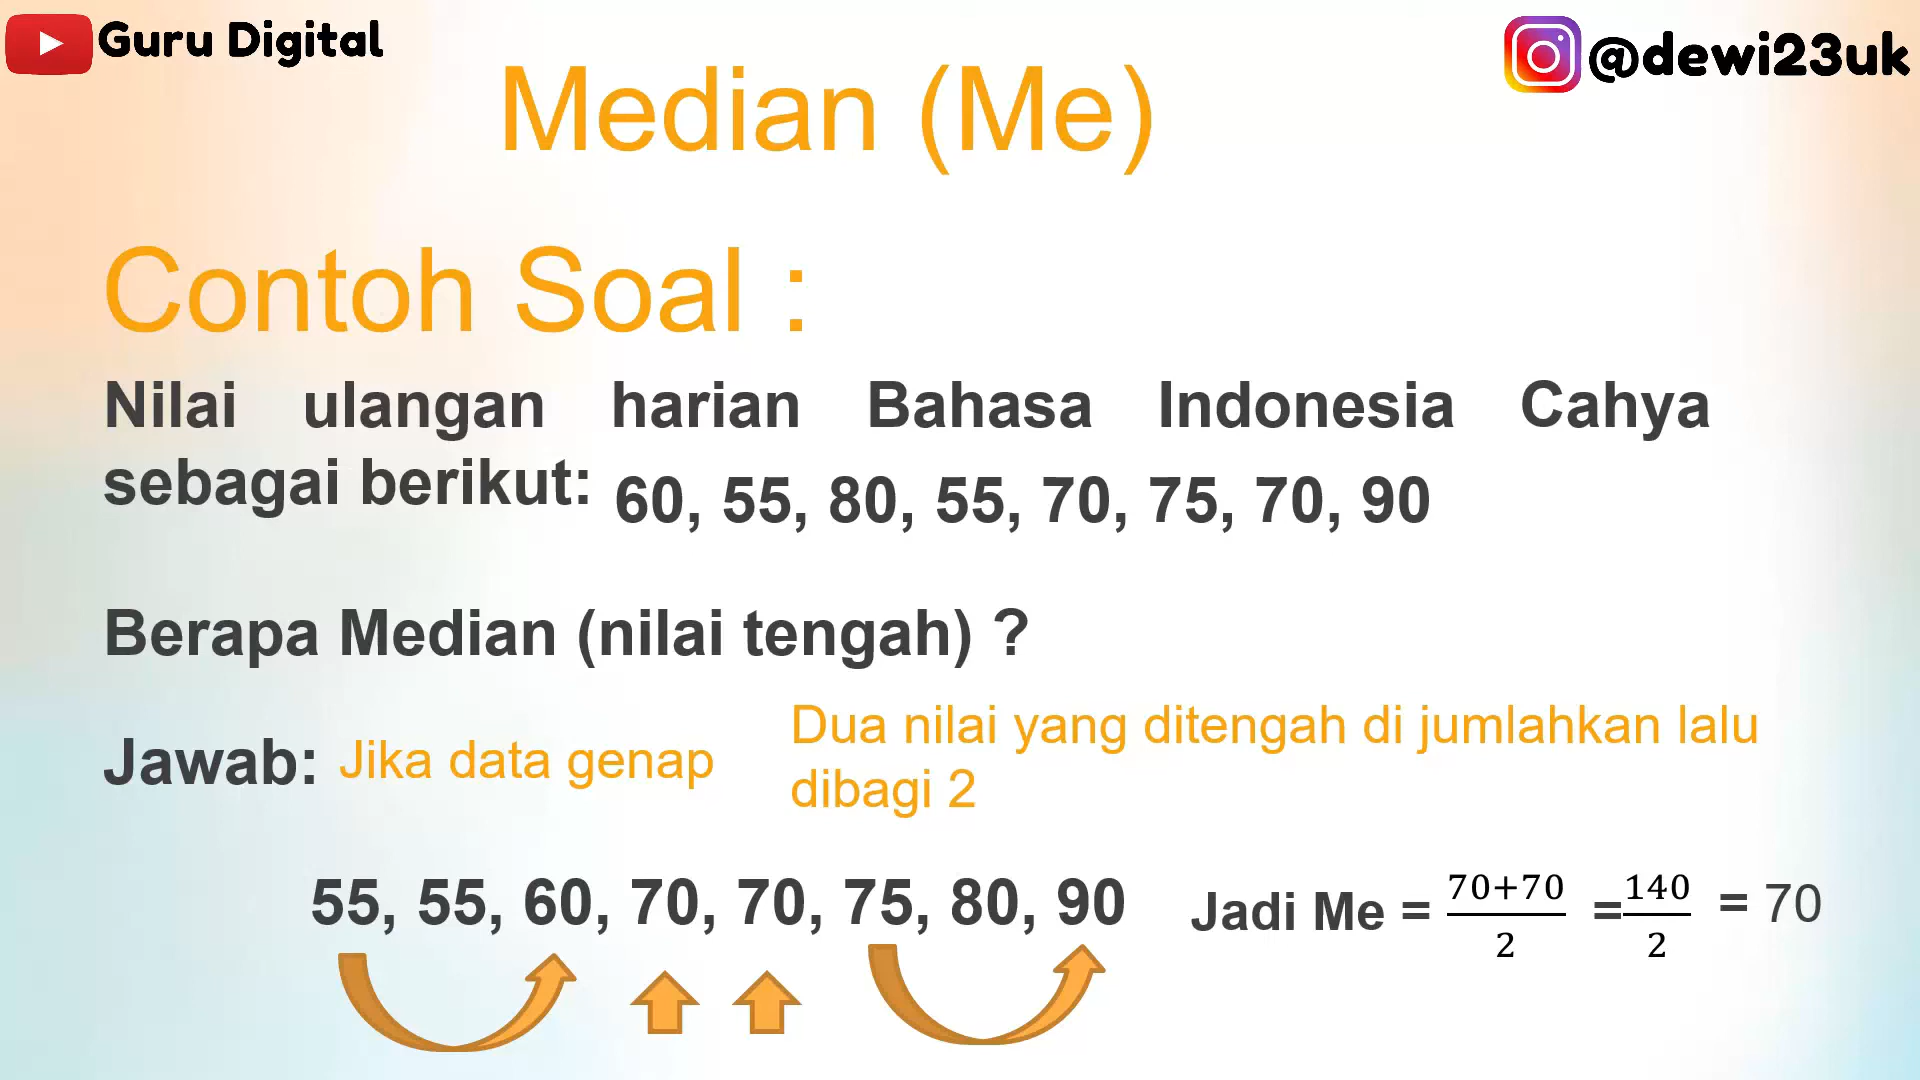 Guru Digital
@dewi23uk
Median (Me)
Contoh Soal :
Nilai ulangan harian Bahasa Indonesia Cahya
sebagai berikut: 60, 55, 80, 55, 70, 75, 70, 90
Berapa Median (nilai tengah) ?
Jawab: Jika data genap
Dua nilai yang ditengah di jumlahkan lalu
dibagi 2
55, 55, 60, 70, 70, 75, 80, 90
Jadi Me = 70+70/2 = 140/2 = 70